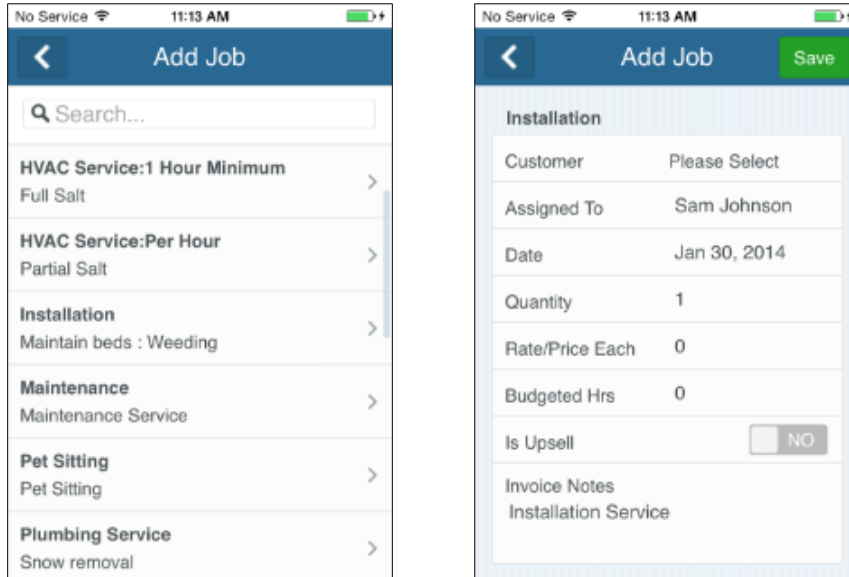 No Service 11:13 AM
Add Job
Search...
HVAC Service:1 Hour Minimum
Full Salt
HVAC Service:Per Hour
Partial Salt
Installation
Maintain beds : Weeding
Maintenance
Maintenance Service
Pet Sitting
Pet Sitting
Plumbing Service
Snow removal
No Service 11:13 AM
Add Job Save
Installation
Customer Please Select
Assigned To Sam Johnson
Date Jan 30, 2014
Quantity 1
Rate/Price Each 0
Budgeted Hrs 0
Is Upsell NO
Invoice Notes
Installation Service